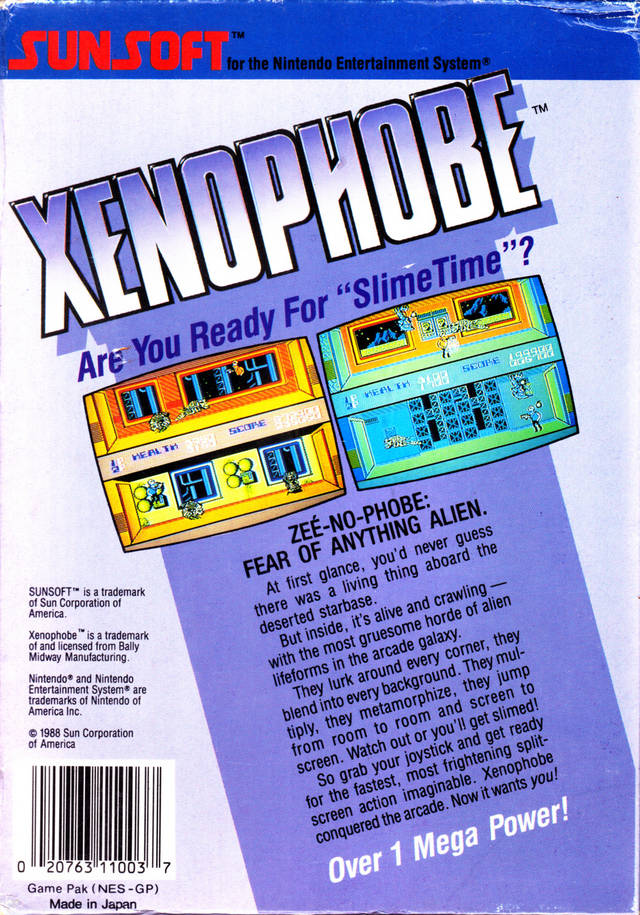 SUNSOFT™
for the Nintendo Entertainment System®
XENOPHOBE™
Are You Ready For “SlimeTime”?
HEALTH SCORE
HEALTH SCORE
ZEÉ-NO-PHOBE:
FEAR OF ANYTHING ALIEN.
At first glance, you'd never guess
there was a living thing aboard the
deserted starbase.
But inside, it's alive and crawling —
with the most gruesome horde of alien
lifeforms in the arcade galaxy.
They lurk around every corner, they
blend into every background. They mul-
tiply, they metamorphize, they jump
from room to room and screen to
screen. Watch out or you'll get slimed!
So grab your joystick and get ready
for the fastest, most frightening split-
screen action imaginable. Xenophobe
conquered the arcade. Now it wants you!
Over 1 Mega Power!
SUNSOFT™ is a trademark
of Sun Corporation of
America.
Xenophobe™ is a trademark
of and licensed from Bally
Midway Manufacturing.
Nintendo® and Nintendo
Entertainment System® are
trademarks of Nintendo of
America Inc.
© 1988 Sun Corporation
of America
0 20763 11003 7
Game Pak (NES-GP)
Made in Japan